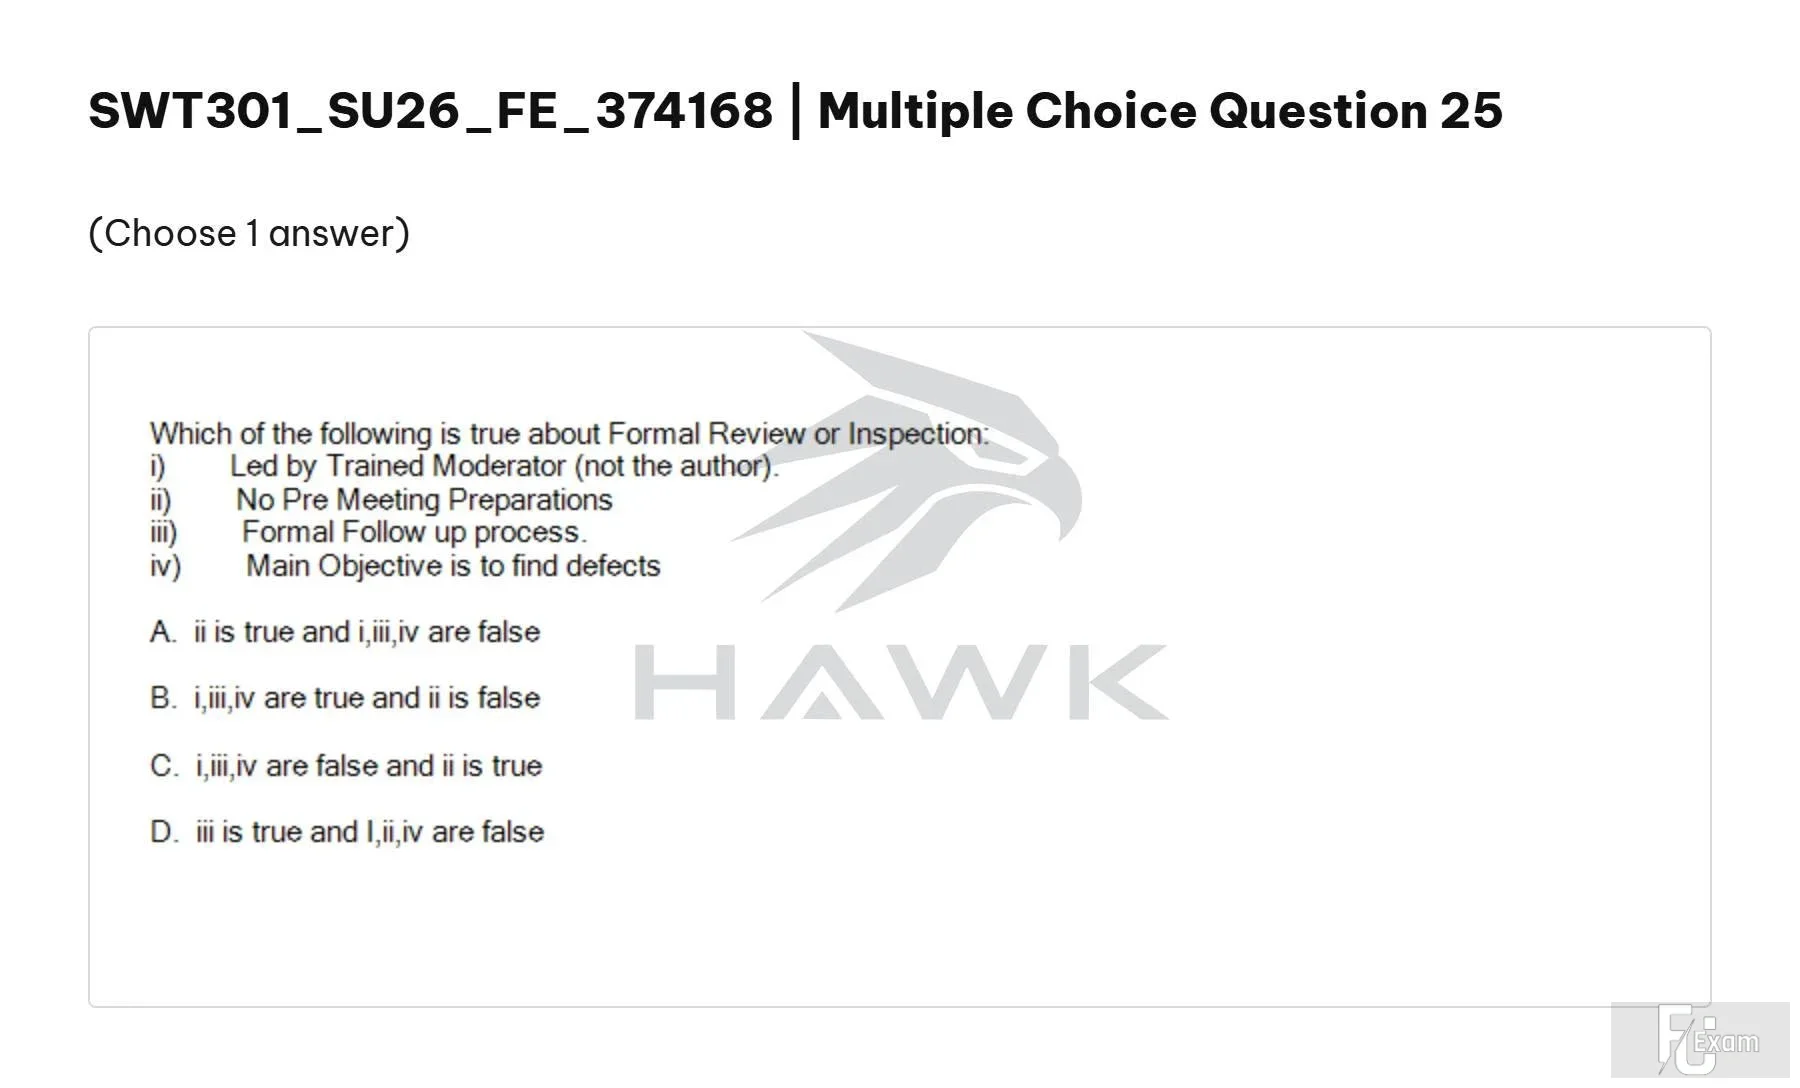 SWT301_SU26_FE_374168 | Multiple Choice Question 25
(Choose 1 answer)
Which of the following is true about Formal Review or Inspection:
i) Led by Trained Moderator (not the author).
ii) No Pre Meeting Preparations
iii) Formal Follow up process.
iv) Main Objective is to find defects
A. ii is true and i,iii,iv are false
B. i,iii,iv are true and ii is false
C. i,iii,iv are false and ii is true
D. iii is true and I,ii,iv are false
HAWK
FU Exam